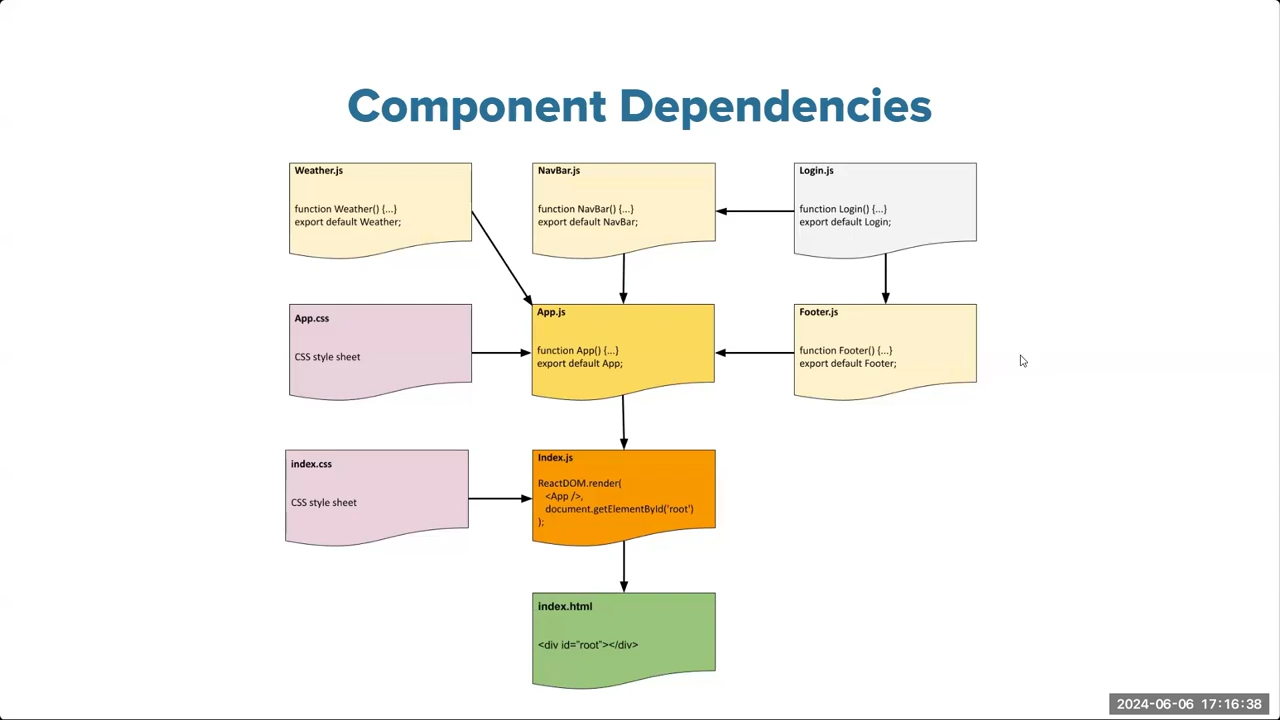 Component Dependencies
Weather.js
function Weather() {...}
export default Weather;
NavBar.js
function NavBar() {...}
export default NavBar;
Login.js
function Login() {...}
export default Login;
App.css
CSS style sheet
App.js
function App() {...}
export default App;
Footer.js
function Footer() {...}
export default Footer;
index.css
CSS style sheet
Index.js
ReactDOM.render(
<App />,
document.getElementById('root')
);
index.html
<div id="root"></div>
2024-06-06 17:16:38